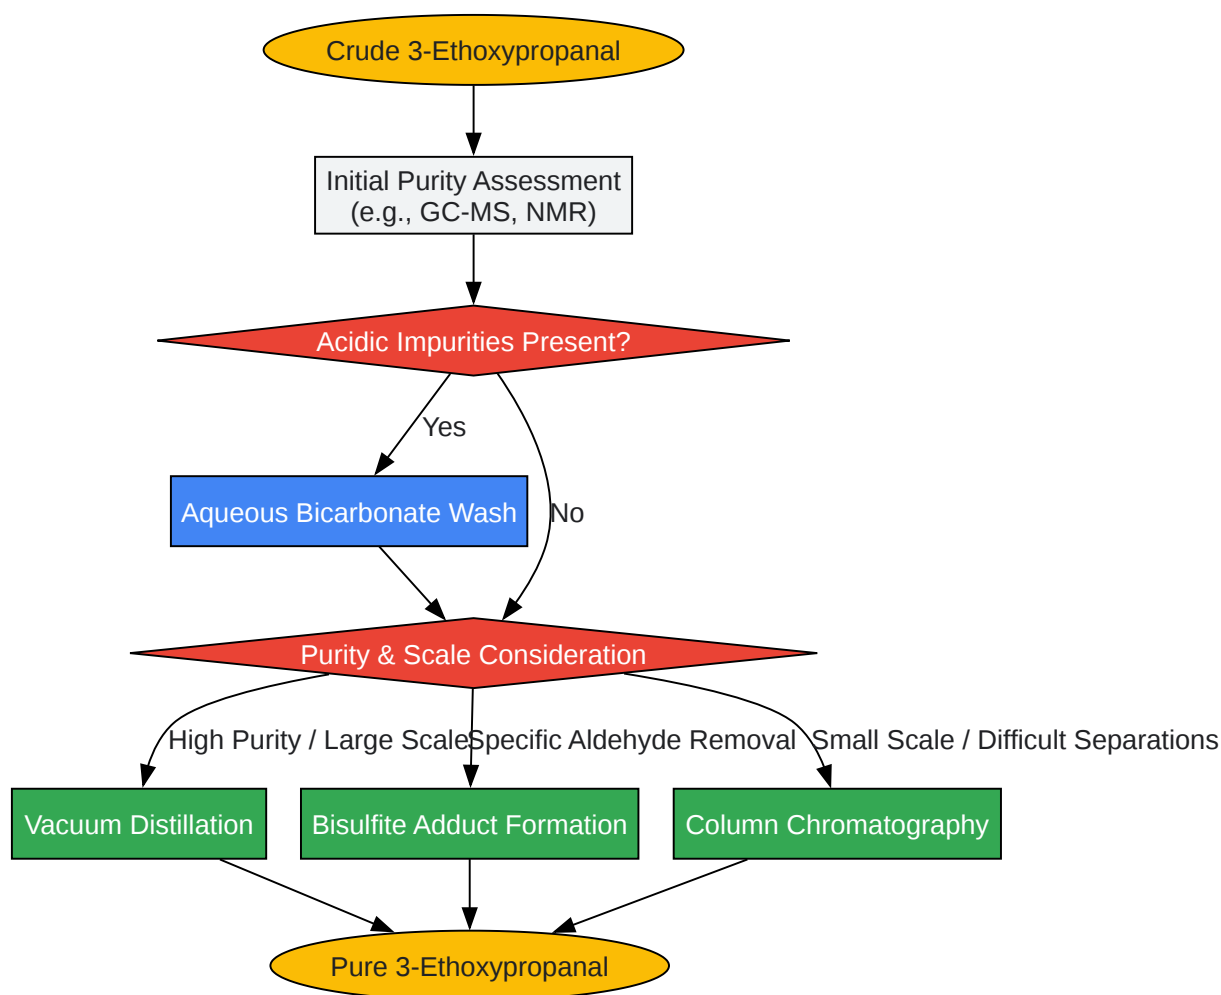 Crude 3-Ethoxypropanal
Initial Purity Assessment
(e.g., GC-MS, NMR)
Acidic Impurities Present?
Yes
Aqueous Bicarbonate Wash
No
Purity & Scale Consideration
High Purity / Large Scale
Specific Aldehyde Removal
Small Scale / Difficult Separations
Vacuum Distillation
Bisulfite Adduct Formation
Column Chromatography
Pure 3-Ethoxypropanal